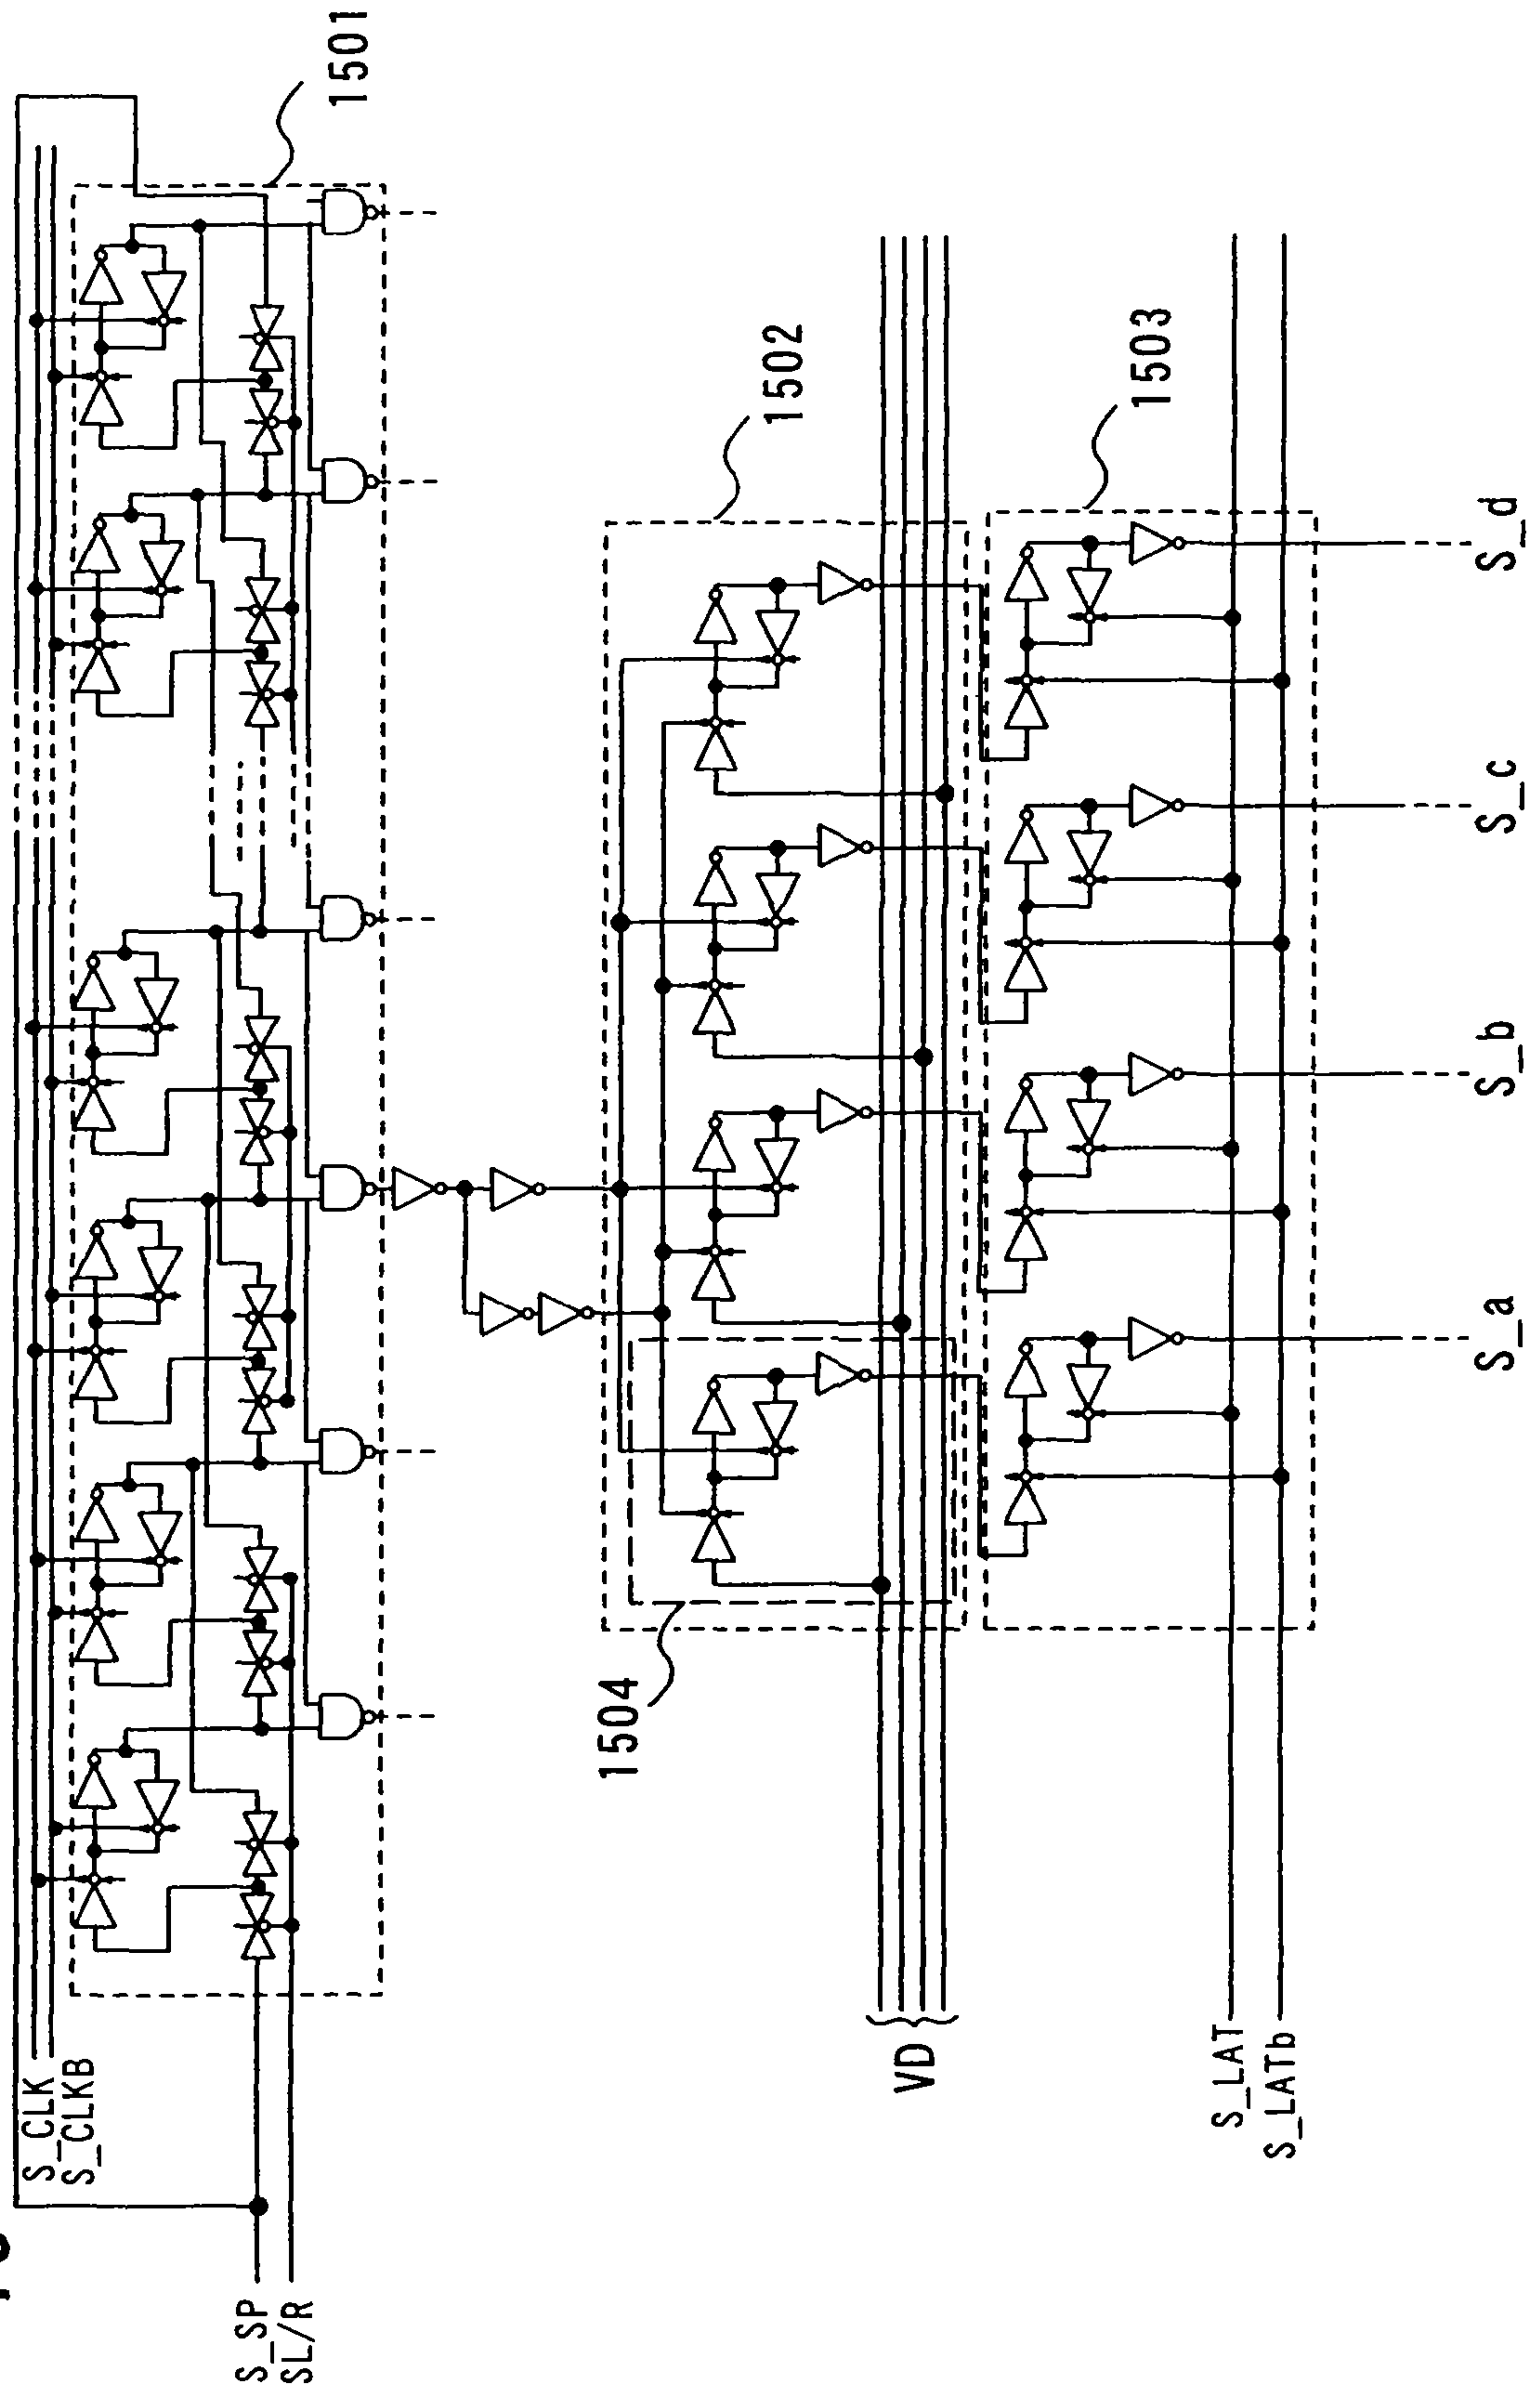 S_CLK
S_CLKB
S_SP
SL/R
1501
1502
1504
VD
1503
S_LAT
S_LATb
S_a
S_b
S_c
S_d